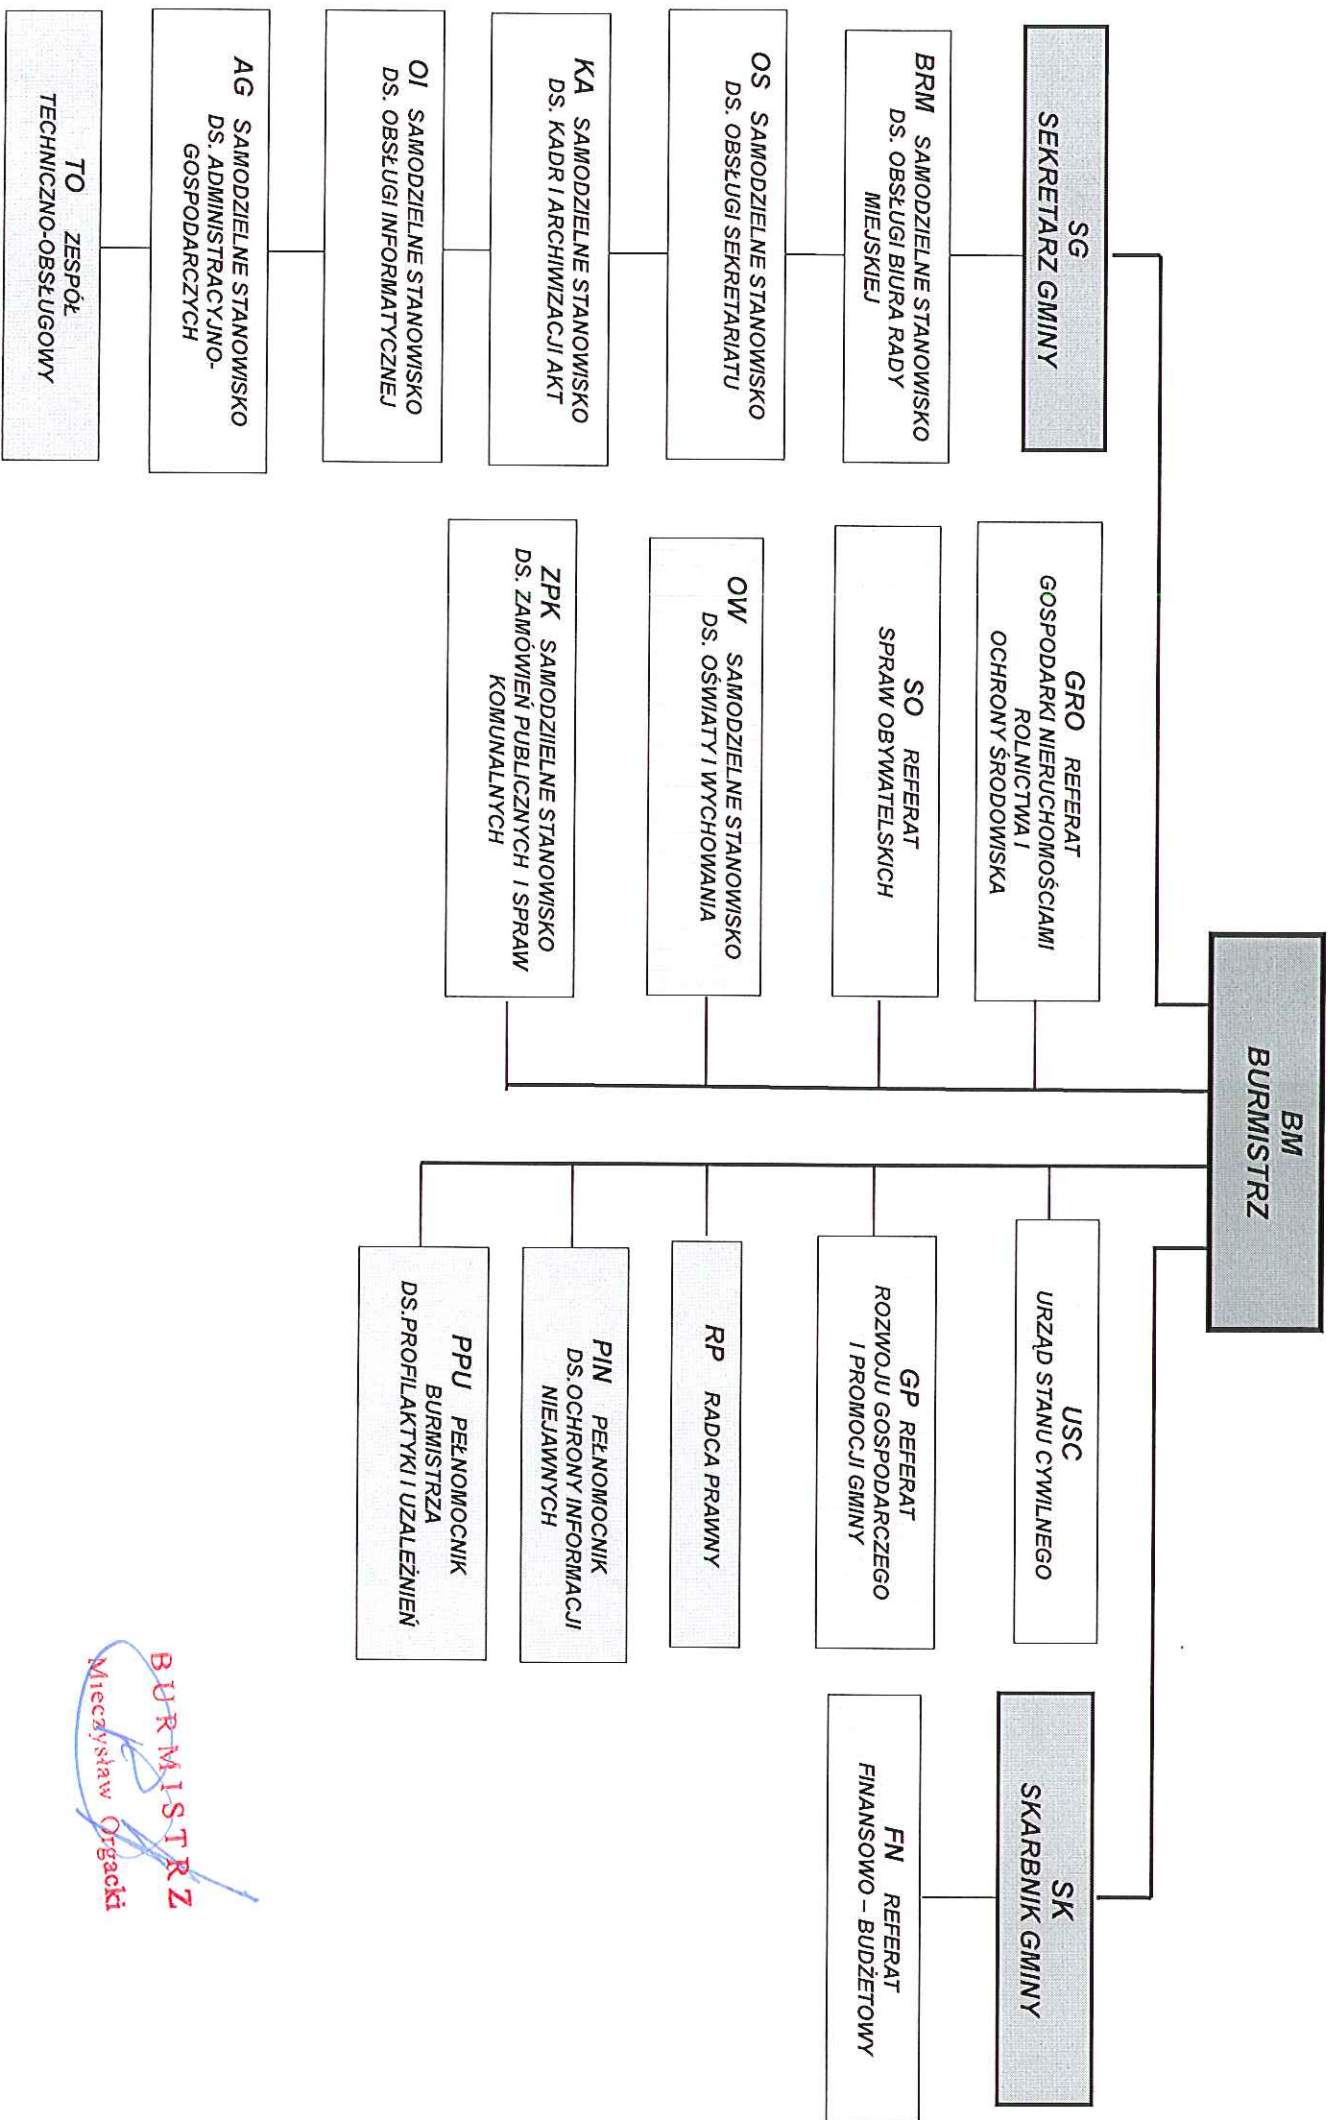 BM
BURMISTRZ
SG
SEKRETARZ GMINY
BRM SAMODZIELNE STANOWISKO
DS. OBSŁUGI BIURA RADY
MIEJSKIEJ
OS SAMODZIELNE STANOWISKO
DS. OBSŁUGI SEKRETARIATU
KA SAMODZIELNE STANOWISKO
DS. KADR I ARCHIWIZACJI AKT
OI SAMODZIELNE STANOWISKO
DS. OBSŁUGI INFORMATYCZNEJ
AG SAMODZIELNE STANOWISKO
DS. ADMINISTRACYJNO-
GOSPODARCZYCH
TO ZESPÓŁ
TECHNICZNO-OBSŁUGOWY
GRO REFERAT
GOSPODARKI NIERUCHOMOŚCIAMI
ROLNICTWA I
OCHRONY ŚRODOWISKA
SO REFERAT
SPRAW OBYWATELSKICH
OW SAMODZIELNE STANOWISKO
DS. OŚWIATY I WYCHOWANIA
ZPK SAMODZIIELNE STANOWISKO
DS. ZAMÓWIEŃ PUBLICZNYCH I SPRAW
KOMUNALNYCH
USC
URZĄD STANU CYWILNEGO
GP REFERAT
ROZWOJU GOSPODARCZEGO
I PROMOCJI GMINY
RP RADCA PRAWNY
PIN PEŁNOMOCNIK
DS.OCHRONY INFORMACJI
NIEJAWNYCH
PPU PEŁNOMOCNIK
BURMISTRZA
DS.PROFILAKTYKI I UZALEŻNIEŃ
SK
SKARBNIK GMINY
FN REFERAT
FINANSOWO – BUDŻETOWY
BURMISTRZ
Mieczysław Orgacki